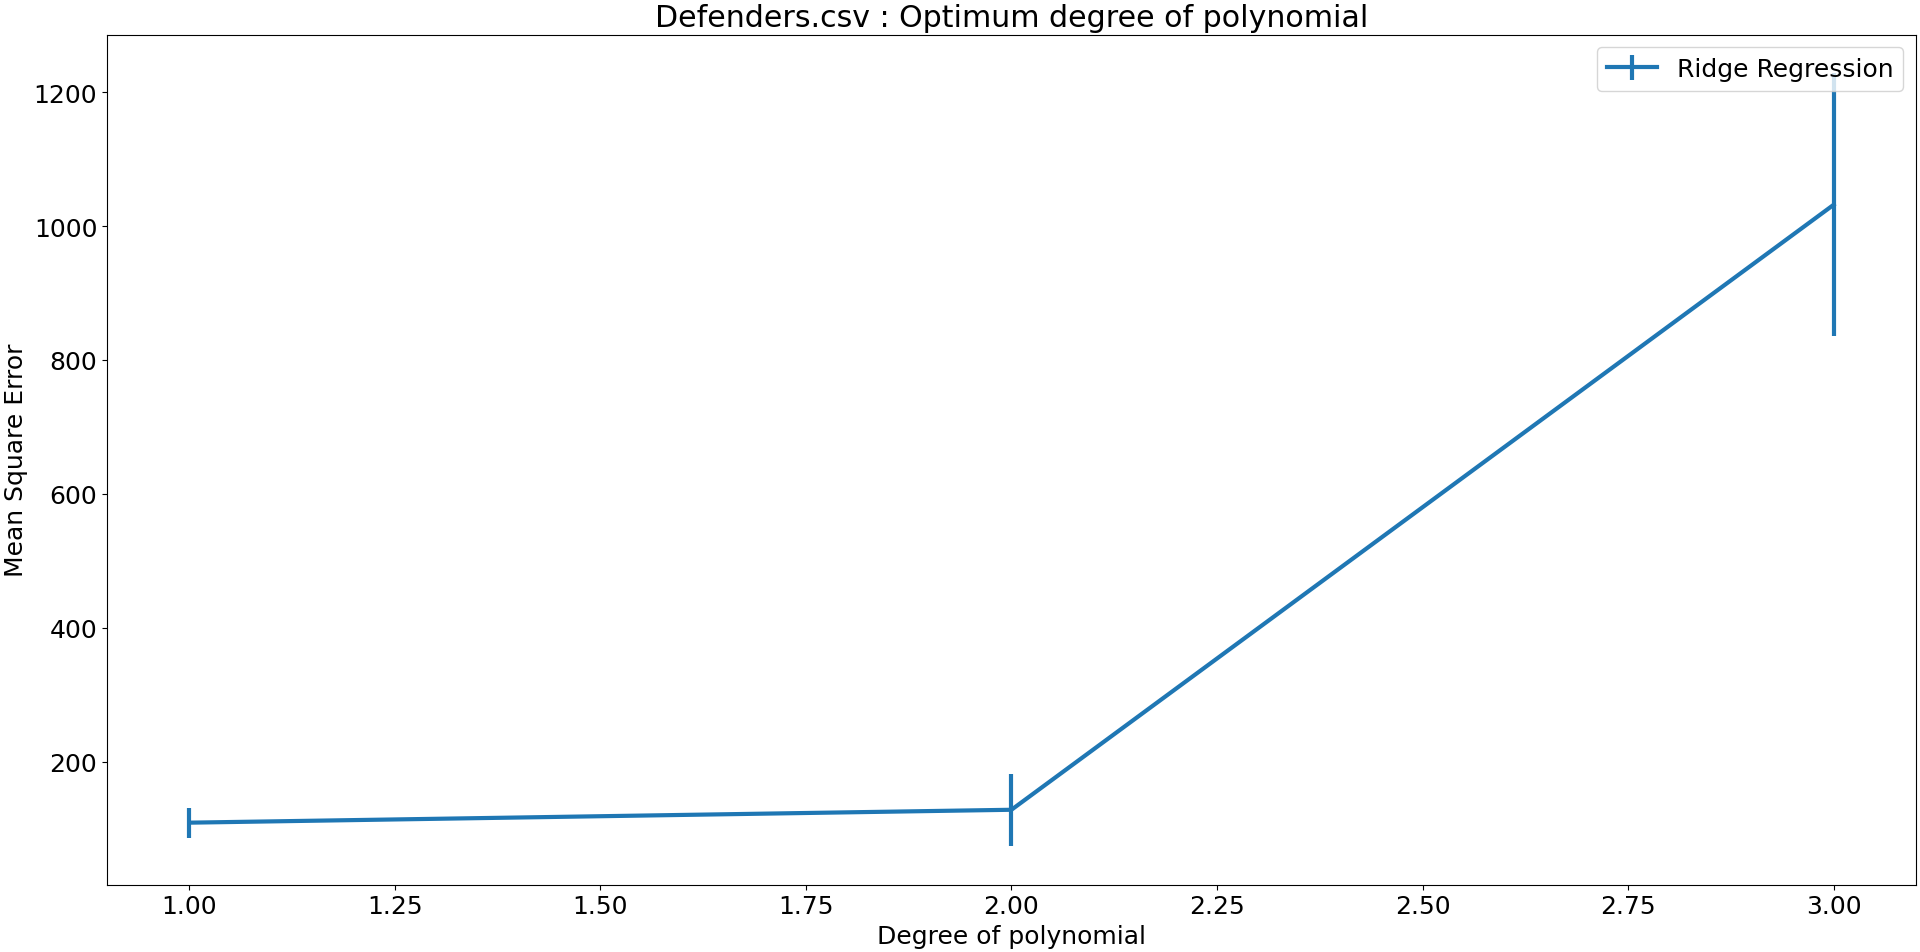 Defenders.csv : Optimum degree of polynomial
Ridge Regression
Mean Square Error
1200
1000
800
600
400
200
1.00 1.25 1.50 1.75 2.00 2.25 2.50 2.75 3.00
Degree of polynomial